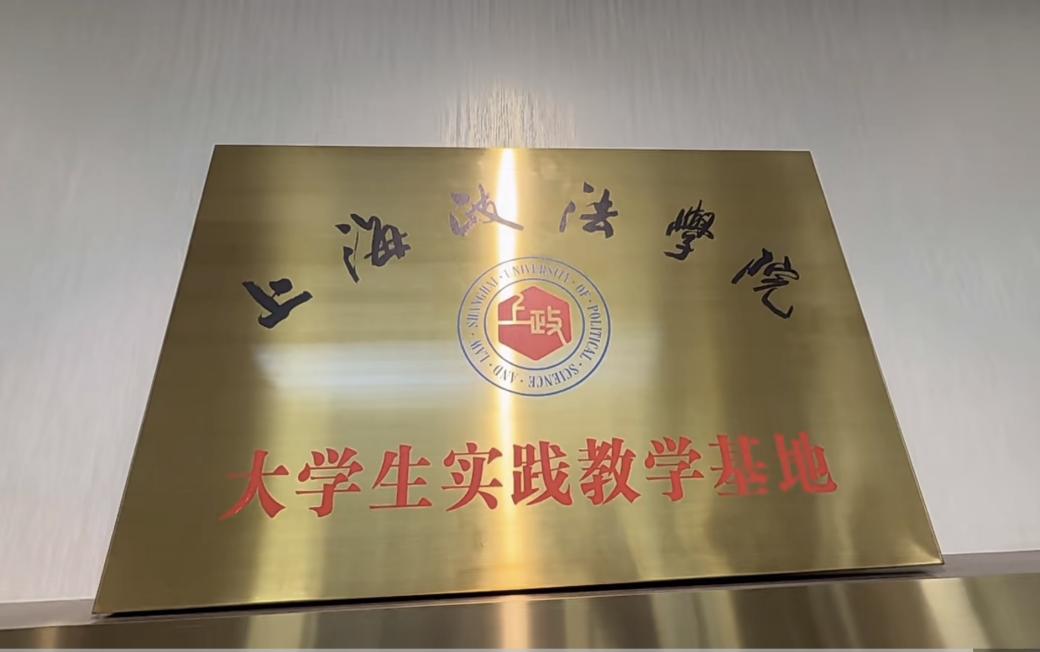 上海政法學院
SHANGHAI · UNIVERSITY · OF · POLITICAL · SCIENCE · AND · LAW ·
上政
大学生实践教学基地